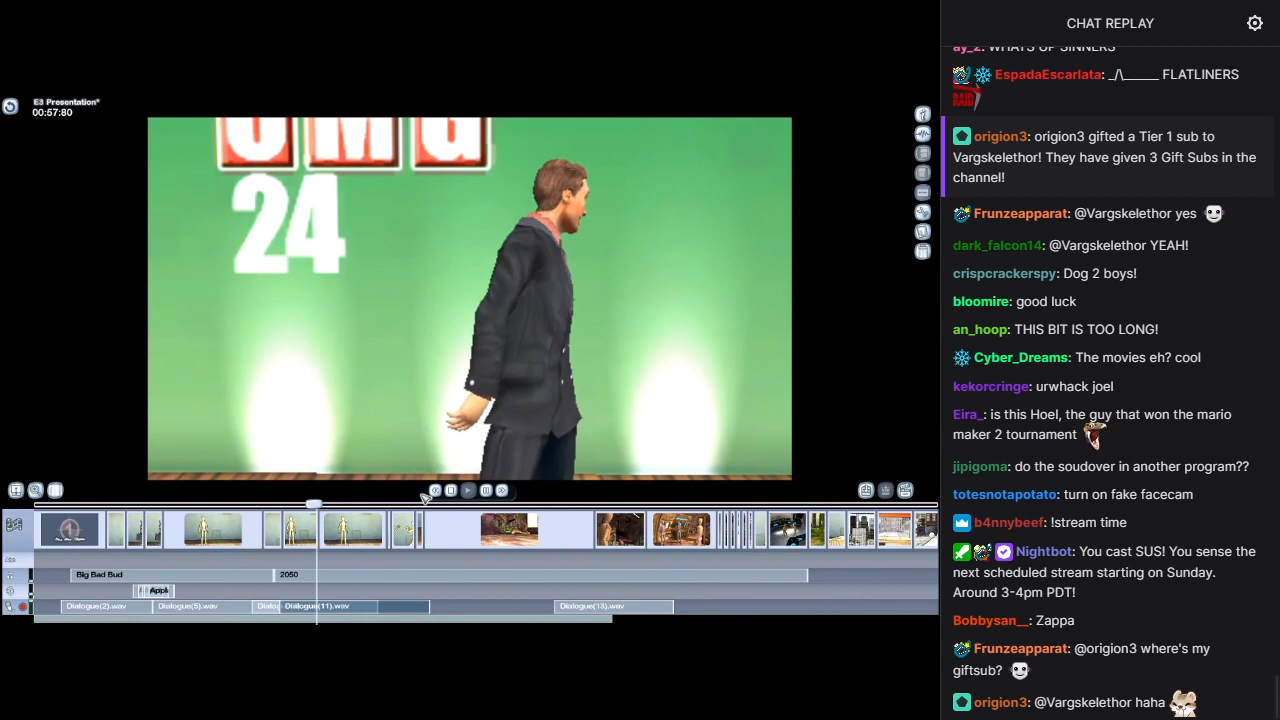 E3 Presentation*
00:57:80
OMG
24
Big Bad Bud
2050
Appl
Dialogue(2).wav
Dialogue(5).wav
Dialog
Dialogue(11).wav
Dialogue(13).wav
CHAT REPLAY
ay_2: WHATS UP SINNERS
EspadaEscarlata: _/\_____ FLATLINERS
RAID
origion3: origion3 gifted a Tier 1 sub to
Vargskelethor! They have given 3 Gift Subs in the
channel!
Frunzeapparat: @Vargskelethor yes
dark_falcon14: @Vargskelethor YEAH!
crispcrackerspy: Dog 2 boys!
bloomire: good luck
an_hoop: THIS BIT IS TOO LONG!
Cyber_Dreams: The movies eh? cool
kekorcringe: urwhack joel
Eira_: is this Hoel, the guy that won the mario
maker 2 tournament
jipigoma: do the soudover in another program??
totesnotapotato: turn on fake facecam
b4nnybeef: !stream time
Nightbot: You cast SUS! You sense the
next scheduled stream starting on Sunday.
Around 3-4pm PDT!
Bobbysan__: Zappa
Frunzeapparat: @origion3 where's my
giftsub?
origion3: @Vargskelethor haha